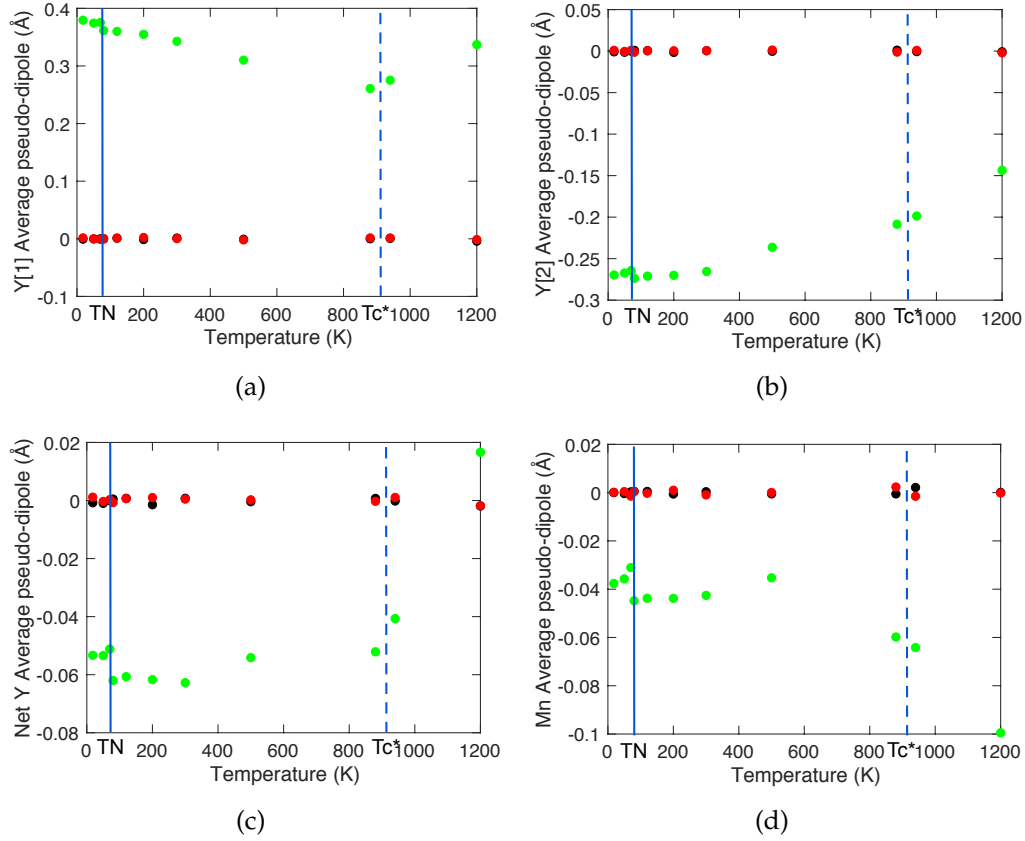 0.4
0.3
0.2
0.1
0
-0.1
Y[1] Average pseudo-dipole (Å)
0 TN 200 400 600 800 Tc* 1000 1200
Temperature (K)
(a)
0.05
0
-0.05
-0.1
-0.15
-0.2
-0.25
-0.3
Y[2] Average pseudo-dipole (Å)
0 TN 200 400 600 800 Tc* 1000 1200
Temperature (K)
(b)
0.02
0
-0.02
-0.04
-0.06
-0.08
Net Y Average pseudo-dipole (Å)
0 TN 200 400 600 800 Tc* 1000 1200
Temperature (K)
(c)
0.02
0
-0.02
-0.04
-0.06
-0.08
-0.1
Mn Average pseudo-dipole (Å)
0 TN 200 400 600 800 Tc* 1000 1200
Temperature (K)
(d)